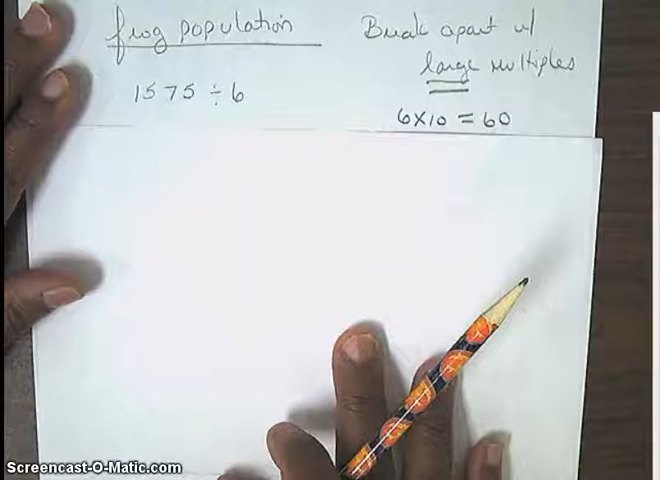 frog population
1575 ÷ 6
Break apart w/
large multiples
6x10 = 60
Screencast-O-Matic.com